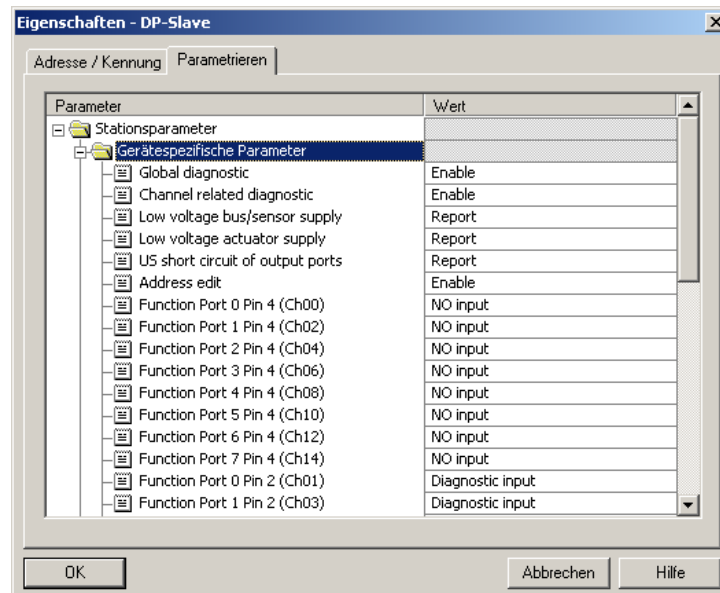 Eigenschaften - DP-Slave
Adresse / Kennung Parametrieren
Parameter Wert
Stationsparameter
Gerätespezifische Parameter
Global diagnostic Enable
Channel related diagnostic Enable
Low voltage bus/sensor supply Report
Low voltage actuator supply Report
US short circuit of output ports Report
Address edit Enable
Function Port 0 Pin 4 (Ch00) NO input
Function Port 1 Pin 4 (Ch02) NO input
Function Port 2 Pin 4 (Ch04) NO input
Function Port 3 Pin 4 (Ch06) NO input
Function Port 4 Pin 4 (Ch08) NO input
Function Port 5 Pin 4 (Ch10) NO input
Function Port 6 Pin 4 (Ch12) NO input
Function Port 7 Pin 4 (Ch14) NO input
Function Port 0 Pin 2 (Ch01) Diagnostic input
Function Port 1 Pin 2 (Ch03) Diagnostic input
OK Abbrechen Hilfe